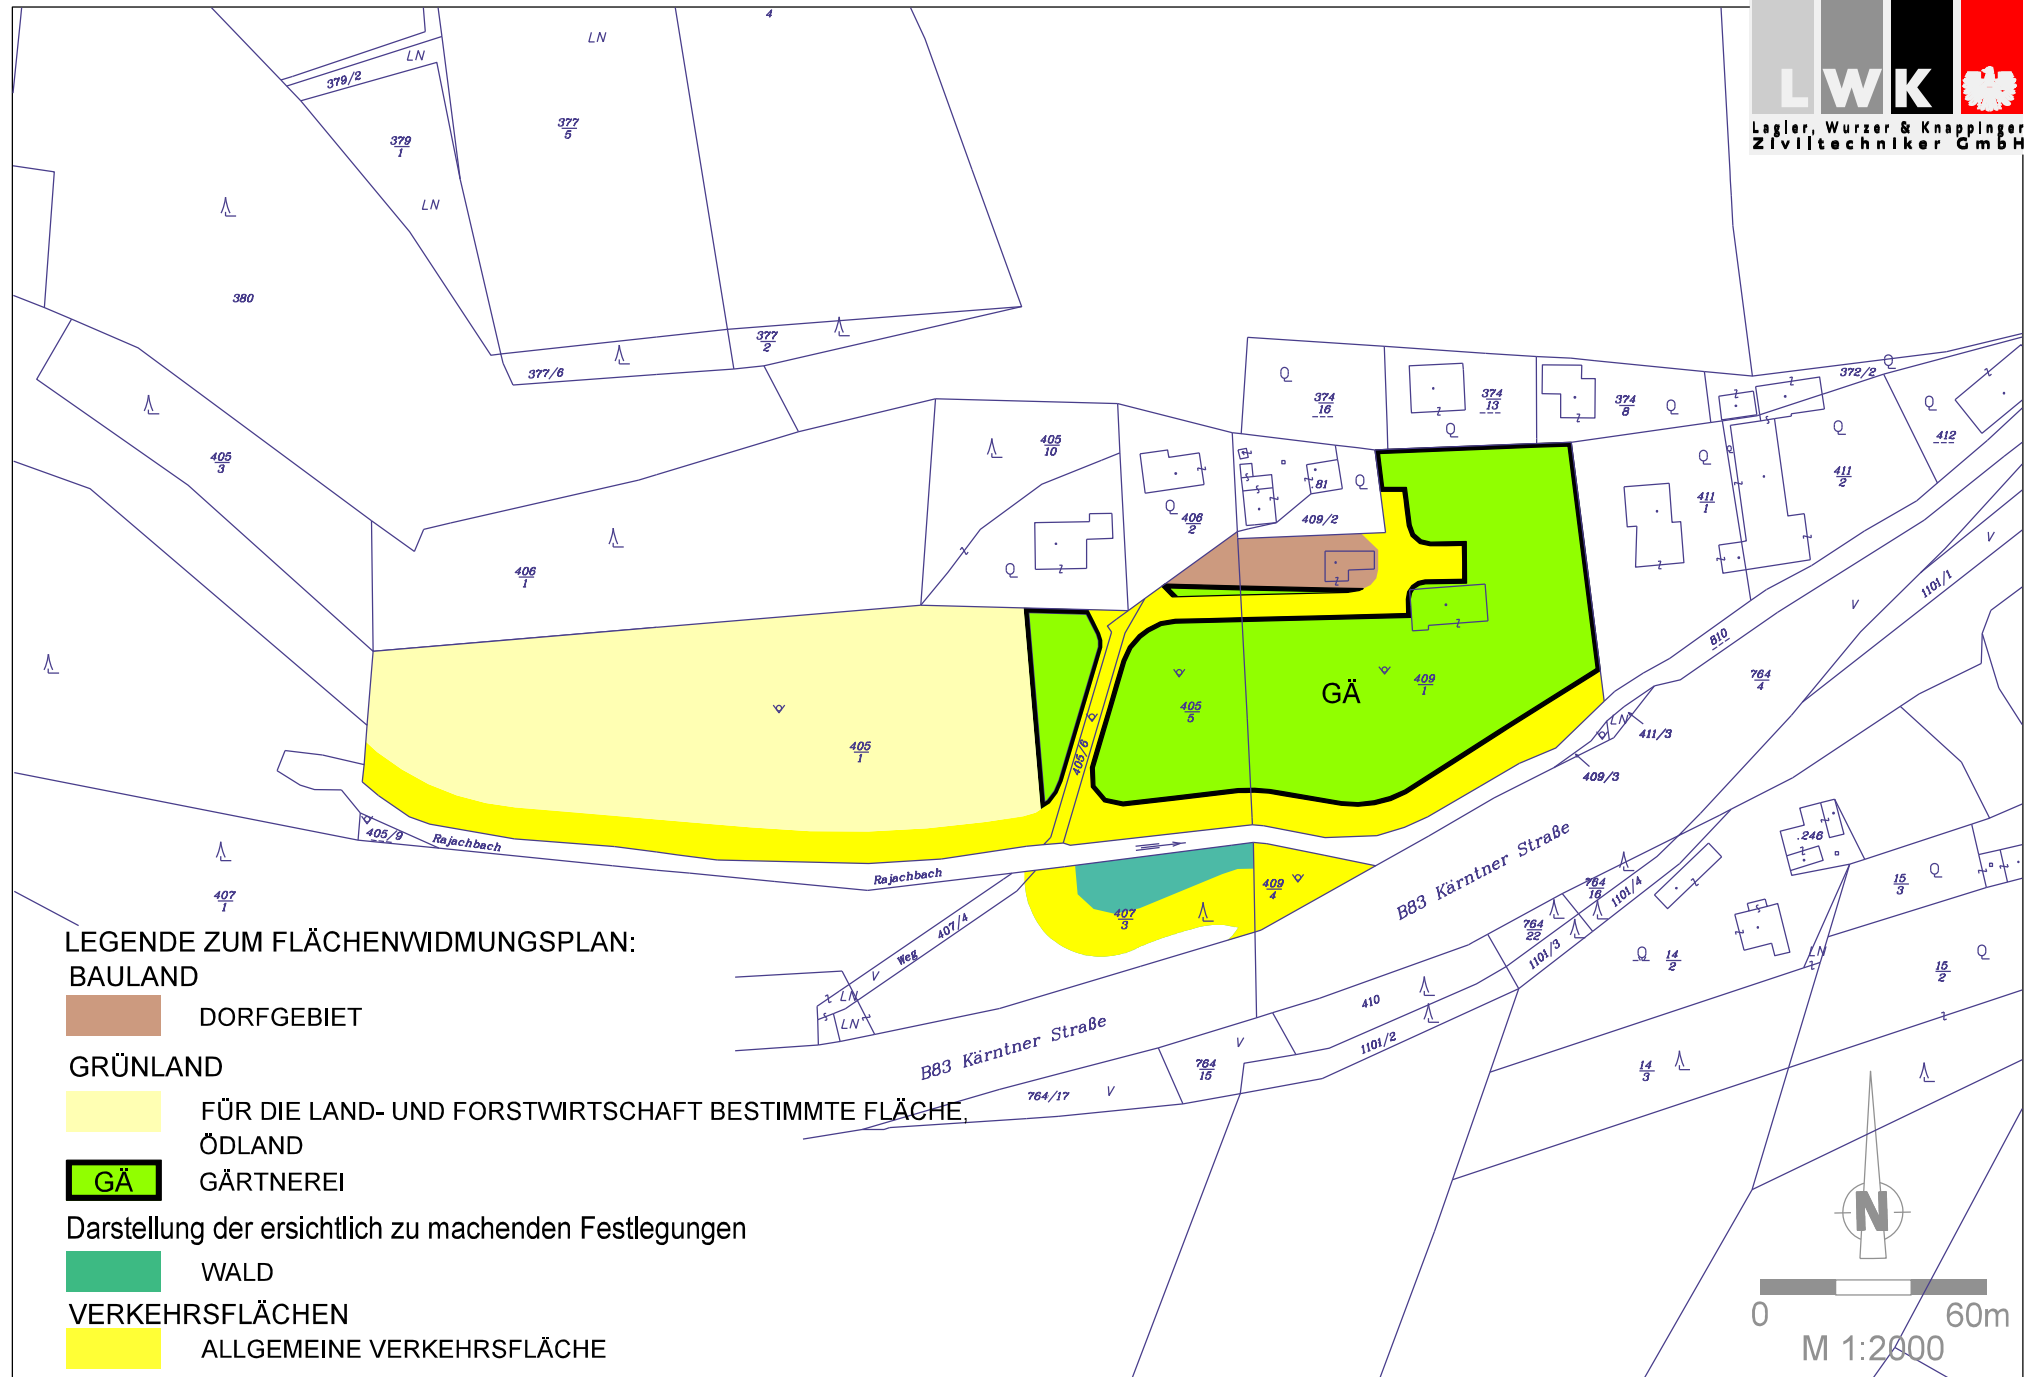 4
LN
LWK
Lagler, Wurzer & Knappinger
Ziviltechniker GmbH
LN
379/2
377
5
379
1
LN
380
377
2
377/6
372/2
374
16
374
13
374
8
412
405
10
405
3
.81
411
2
411
1
409/2
406
2
406
1
1101/1
810
764
4
GÄ
409
1
405
5
LN
411/3
405/6
405
1
409/3
405/9
Rajachbach
Rajachbach
.246
B83 Kärntner Straße
409
4
764
16
1101/4
15
3
407
1
407
3
407/4
Weg
764
22
1101/3
14
2
LN
15
2
LN
LN
410
B83 Kärntner Straße
1101/2
764
15
764/17
14
3
LEGENDE ZUM FLÄCHENWIDMUNGSPLAN:
BAULAND
DORFGEBIET
GRÜNLAND
FÜR DIE LAND- UND FORSTWIRTSCHAFT BESTIMMTE FLÄCHE,
ÖDLAND
GÄ GÄRTNEREI
Darstellung der ersichtlich zu machenden Festlegungen
WALD
VERKEHRSFLÄCHEN
ALLGEMEINE VERKEHRSFLÄCHE
N
0 60m
M 1:2000